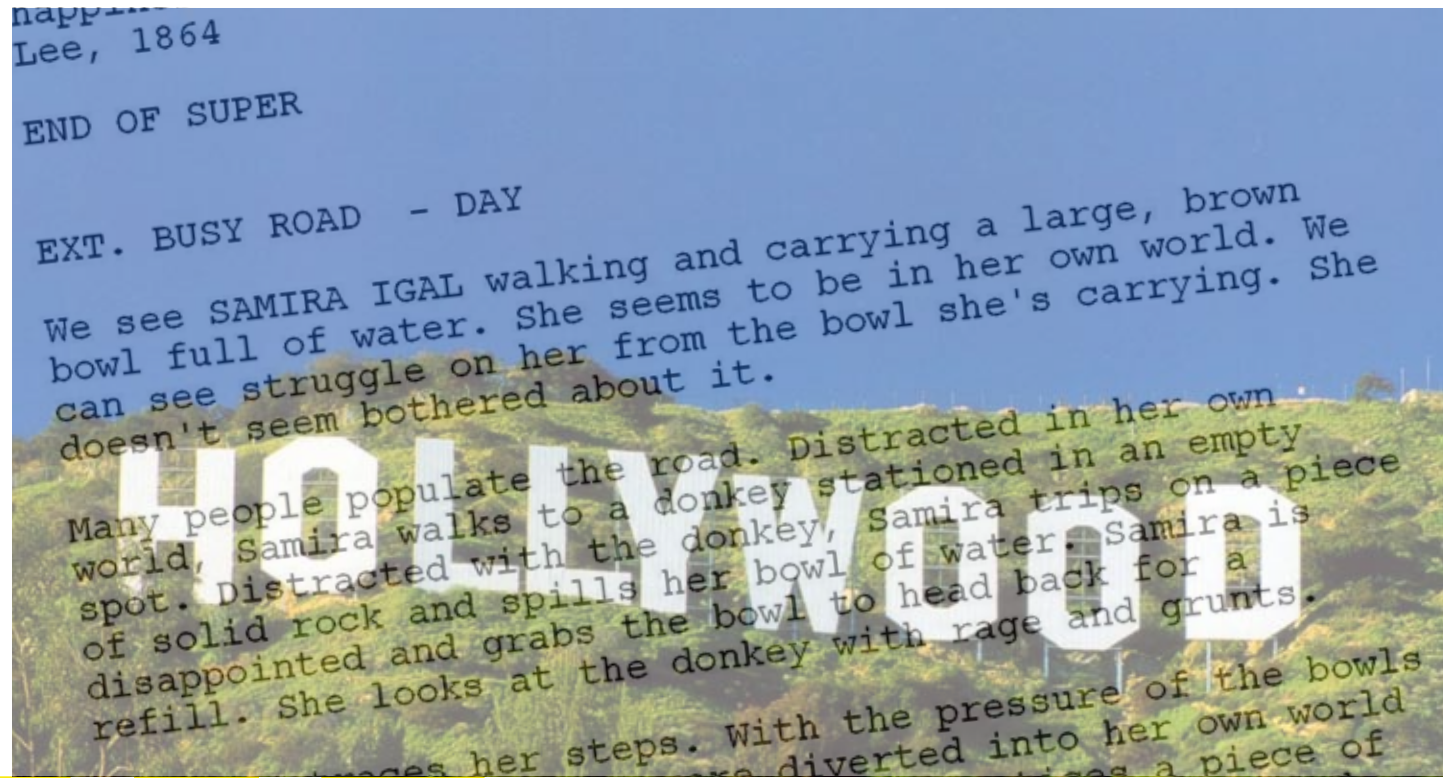 Lee, 1864
END OF SUPER
EXT. BUSY ROAD - DAY
We see SAMIRA IGAL walking and carrying a large, brown
bowl full of water. She seems to be in her own world. We
can see struggle on her from the bowl she's carrying. She
doesn't seem bothered about it.
Many people populate the road. Distracted in her own
world, Samira walks to a donkey stationed in an empty
spot. Distracted with the donkey, Samira trips on a piece
of solid rock and spills her bowl of water. Samira is
disappointed and grabs the bowl to head back for a
refill. She looks at the donkey with rage and grunts.
her steps. With the pressure of the bowls
diverted into her own world
a piece of
HOLLYWOOD